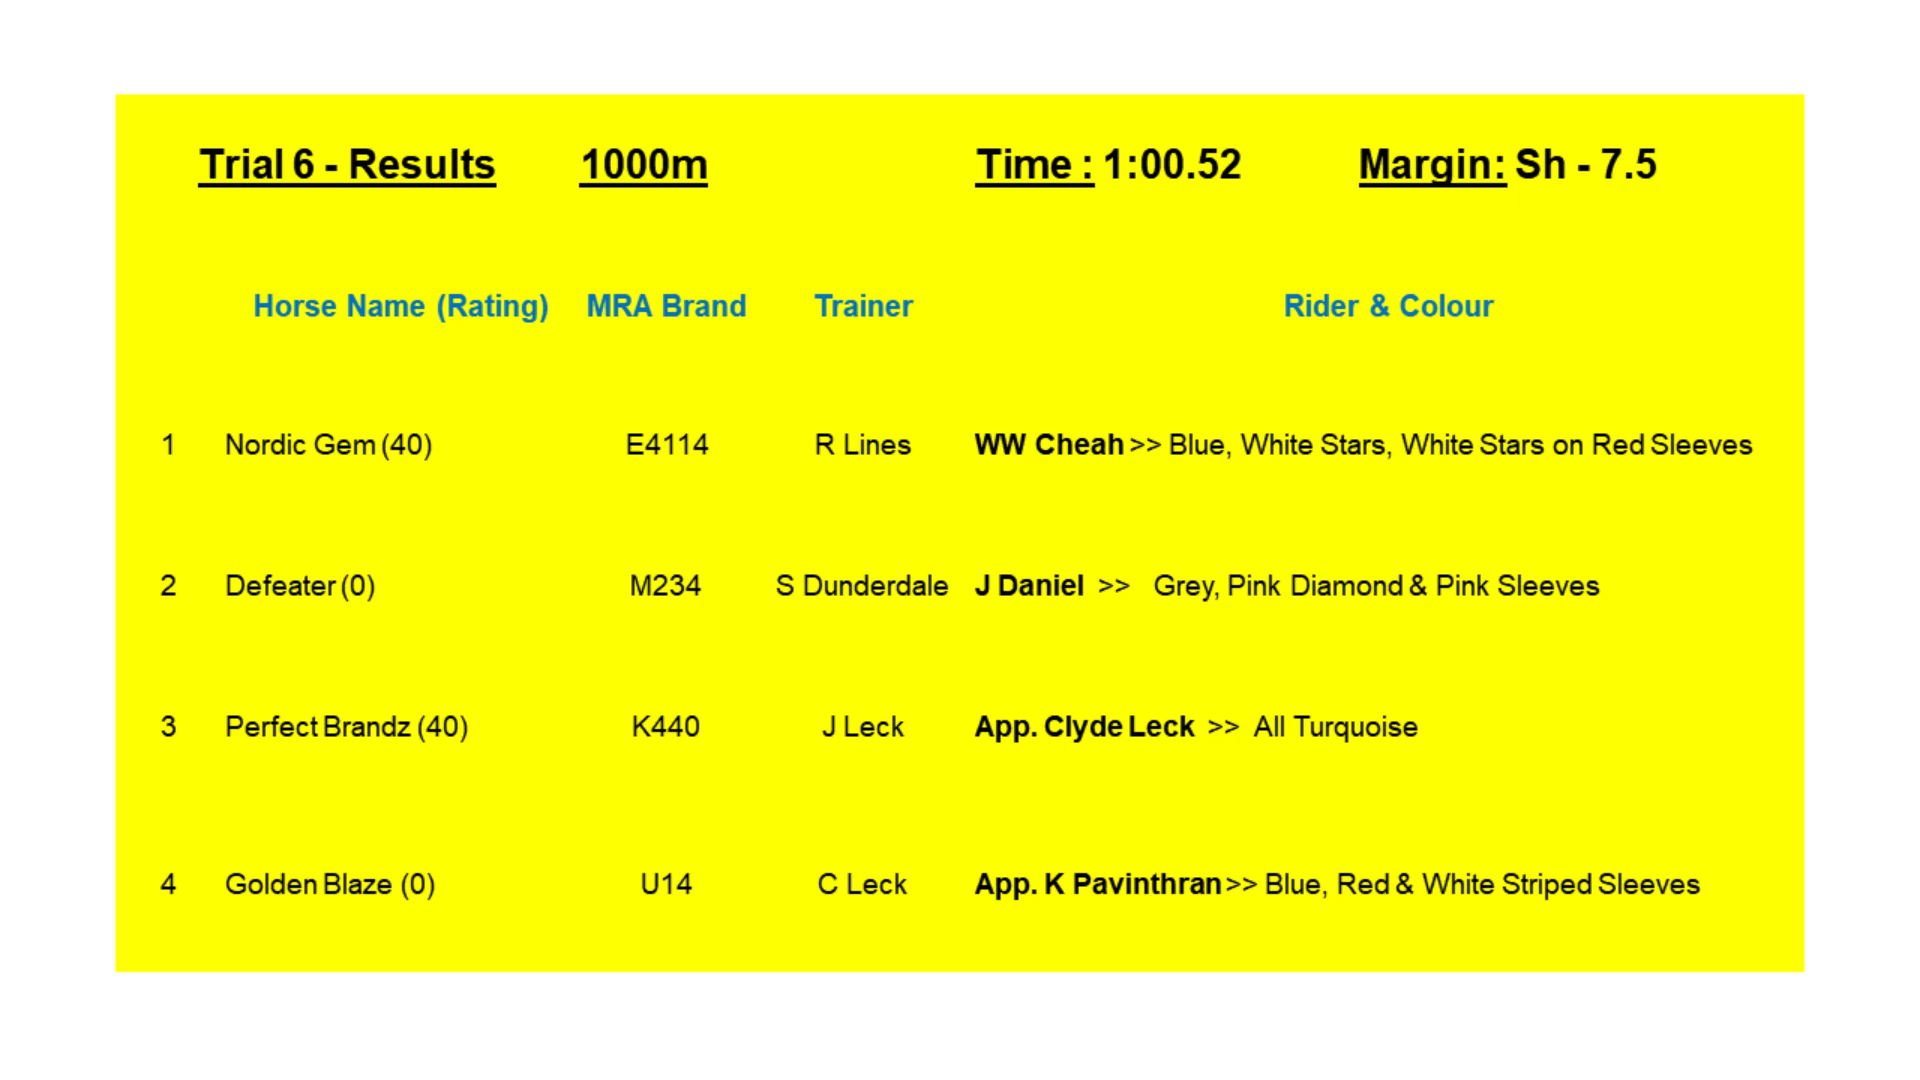 Trial 6 - Results 1000m Time : 1:00.52 Margin: Sh - 7.5
Horse Name (Rating) MRA Brand Trainer Rider & Colour
1 Nordic Gem (40) E4114 R Lines WW Cheah >> Blue, White Stars, White Stars on Red Sleeves
2 Defeater (0) M234 S Dunderdale J Daniel >> Grey, Pink Diamond & Pink Sleeves
3 Perfect Brandz (40) K440 J Leck App. Clyde Leck >> All Turquoise
4 Golden Blaze (0) U14 C Leck App. K Pavinthran >> Blue, Red & White Striped Sleeves